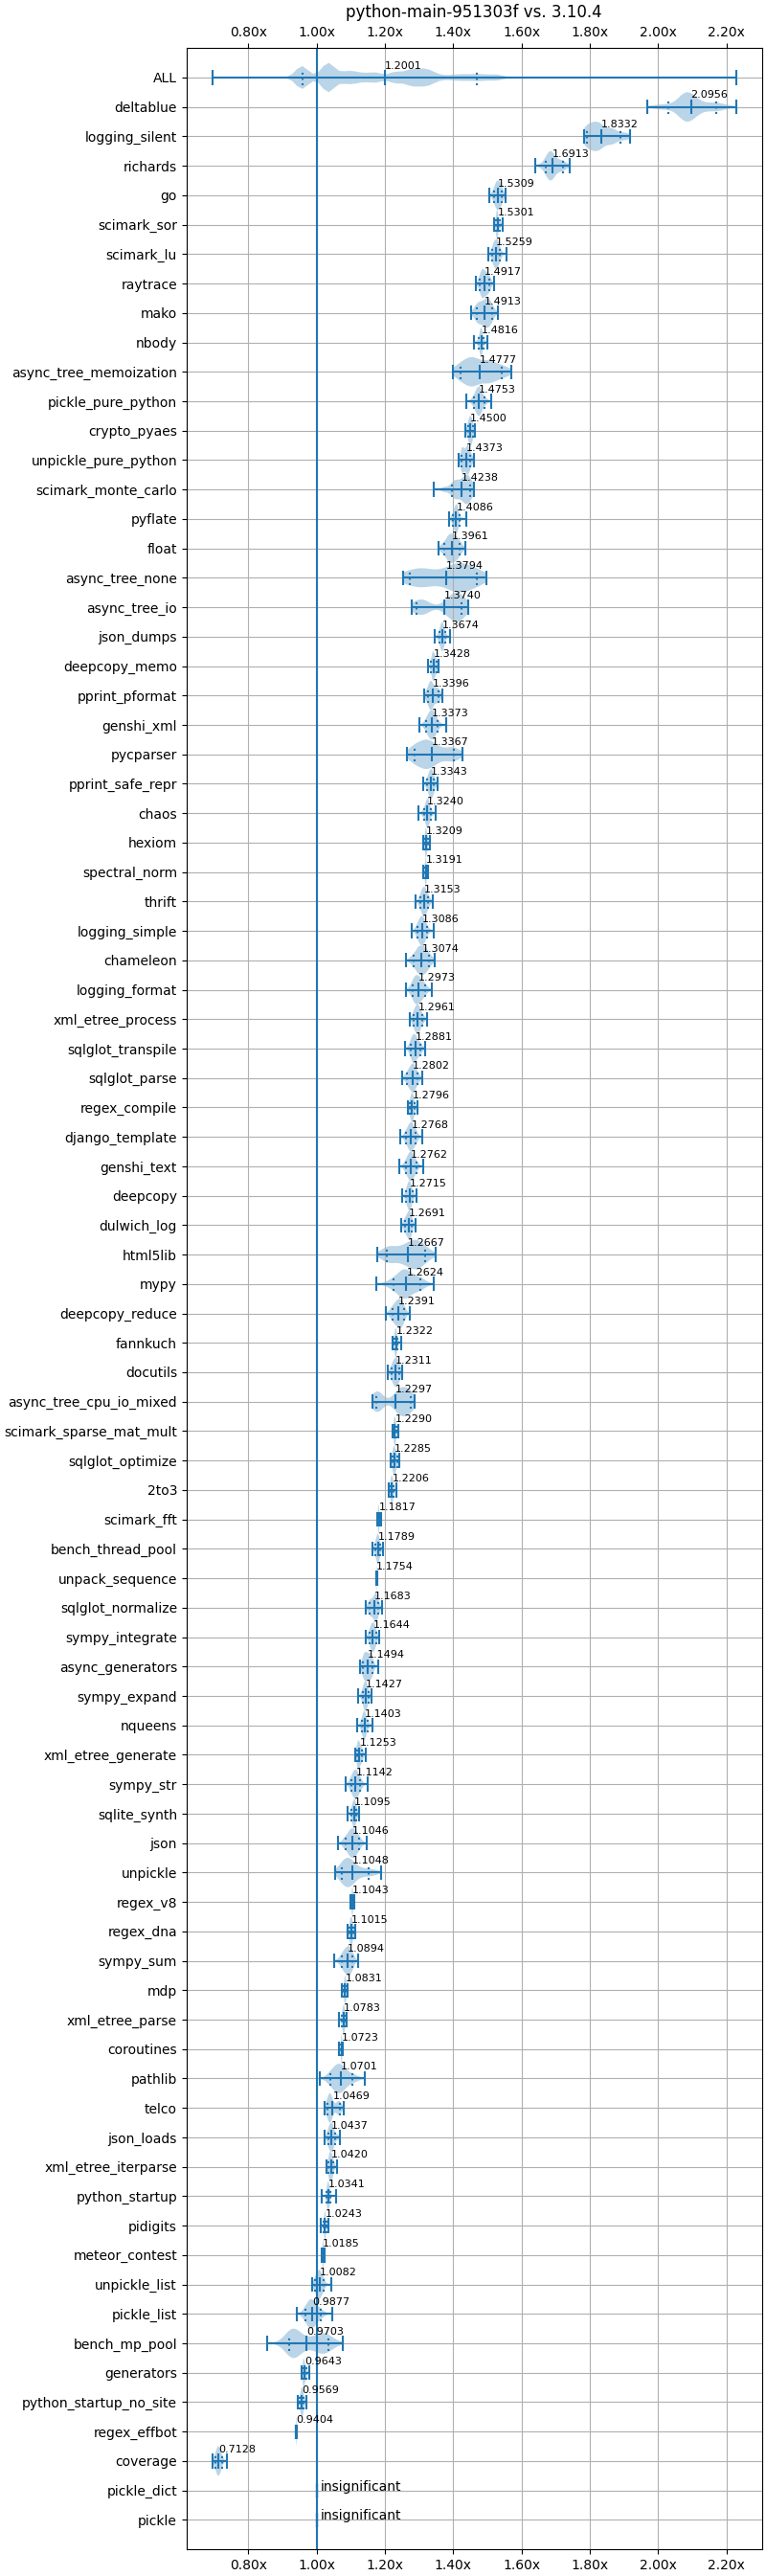 python-main-951303f vs. 3.10.4
0.80x 1.00x 1.20x 1.40x 1.60x 1.80x 2.00x 2.20x
ALL 1.2001
deltablue 2.0956
logging_silent 1.8332
richards 1.6913
go 1.5309
scimark_sor 1.5301
scimark_lu 1.5259
raytrace 1.4917
mako 1.4913
nbody 1.4816
async_tree_memoization 1.4777
pickle_pure_python 1.4753
crypto_pyaes 1.4500
unpickle_pure_python 1.4373
scimark_monte_carlo 1.4238
pyflate 1.4086
float 1.3961
async_tree_none 1.3794
async_tree_io 1.3740
json_dumps 1.3674
deepcopy_memo 1.3428
pprint_pformat 1.3396
genshi_xml 1.3373
pycparser 1.3367
pprint_safe_repr 1.3343
chaos 1.3240
hexiom 1.3209
spectral_norm 1.3191
thrift 1.3153
logging_simple 1.3086
chameleon 1.3074
logging_format 1.2973
xml_etree_process 1.2961
sqlglot_transpile 1.2881
sqlglot_parse 1.2802
regex_compile 1.2796
django_template 1.2768
genshi_text 1.2762
deepcopy 1.2715
dulwich_log 1.2691
html5lib 1.2667
mypy 1.2624
deepcopy_reduce 1.2391
fannkuch 1.2322
docutils 1.2311
async_tree_cpu_io_mixed 1.2297
scimark_sparse_mat_mult 1.2290
sqlglot_optimize 1.2285
2to3 1.2206
scimark_fft 1.1817
bench_thread_pool 1.1789
unpack_sequence 1.1754
sqlglot_normalize 1.1683
sympy_integrate 1.1644
async_generators 1.1494
sympy_expand 1.1427
nqueens 1.1403
xml_etree_generate 1.1253
sympy_str 1.1142
sqlite_synth 1.1095
json 1.1046
unpickle 1.1048
regex_v8 1.1043
regex_dna 1.1015
sympy_sum 1.0894
mdp 1.0831
xml_etree_parse 1.0783
coroutines 1.0723
pathlib 1.0701
telco 1.0469
json_loads 1.0437
xml_etree_iterparse 1.0420
python_startup 1.0341
pidigits 1.0243
meteor_contest 1.0185
unpickle_list 1.0082
pickle_list 0.9877
bench_mp_pool 0.9703
generators 0.9643
python_startup_no_site 0.9569
regex_effbot 0.9404
coverage 0.7128
pickle_dict insignificant
pickle insignificant
0.80x 1.00x 1.20x 1.40x 1.60x 1.80x 2.00x 2.20x